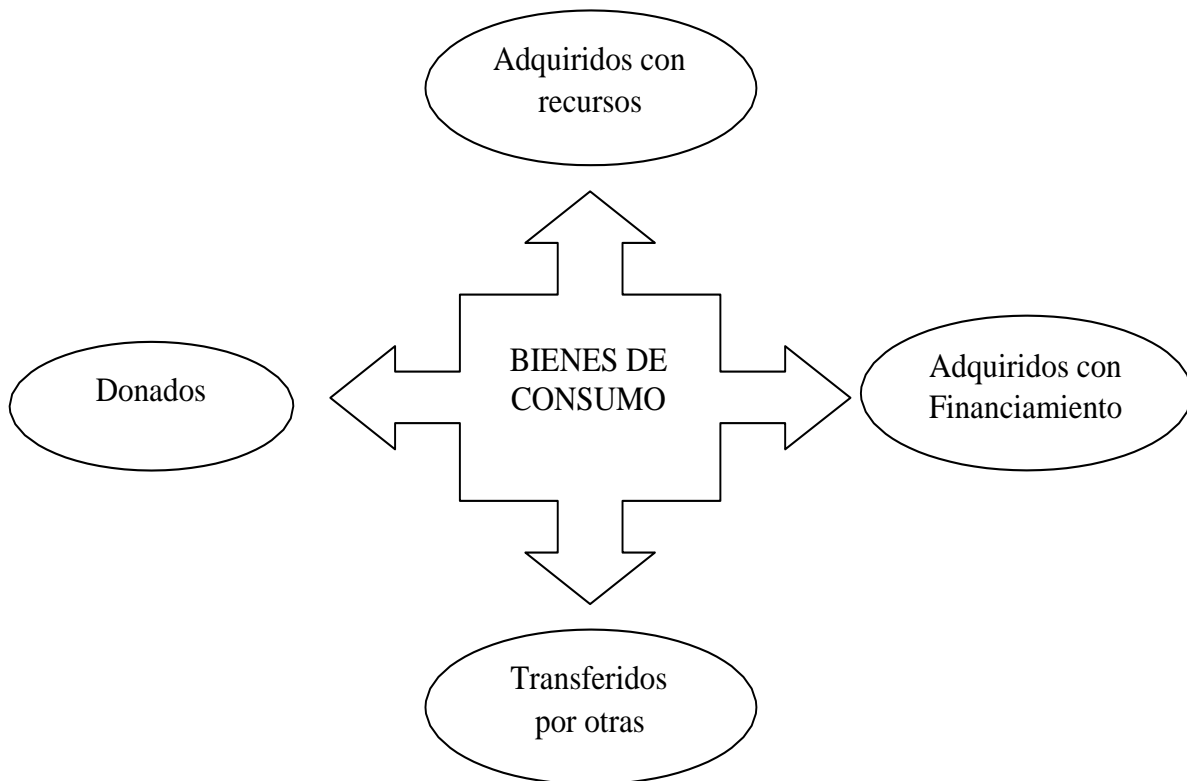 Adquiridos con
recursos
BIENES DE
CONSUMO
Donados
Adquiridos con
Financiamiento
Transferidos
por otras